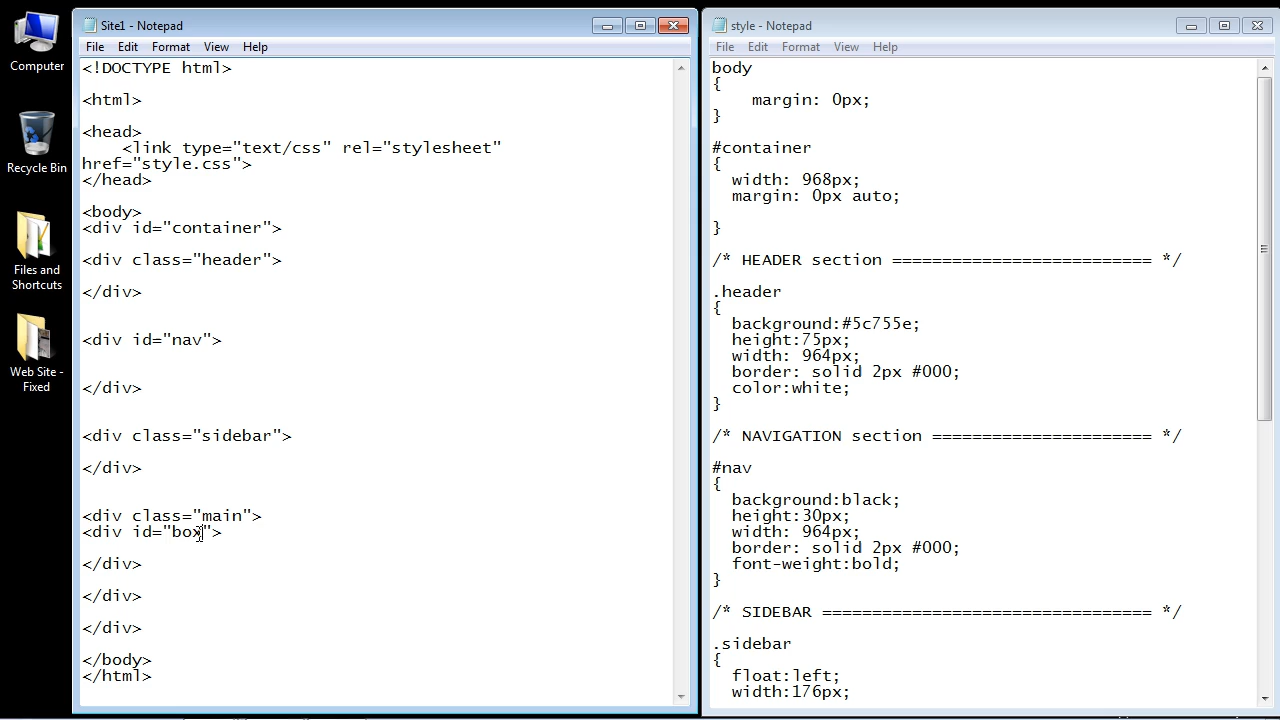 Computer
Recycle Bin
Files and
Shortcuts
Web Site -
Fixed
Site1 - Notepad
File Edit Format View Help
<!DOCTYPE html>
<html>
<head>
<link type="text/css" rel="stylesheet"
href="style.css">
</head>
<body>
<div id="container">
<div class="header">
</div>
<div id="nav">
</div>
<div class="sidebar">
</div>
<div class="main">
<div id="box">
</div>
</div>
</div>
</body>
</html>
style - Notepad
File Edit Format View Help
body
{
margin: 0px;
}
#container
{
width: 968px;
margin: 0px auto;
}
/* HEADER section ========================== */
.header
{
background:#5c755e;
height:75px;
width: 964px;
border: solid 2px #000;
color:white;
}
/* NAVIGATION section ====================== */
#nav
{
background:black;
height:30px;
width: 964px;
border: solid 2px #000;
font-weight:bold;
}
/* SIDEBAR ================================= */
.sidebar
{
float:left;
width:176px;